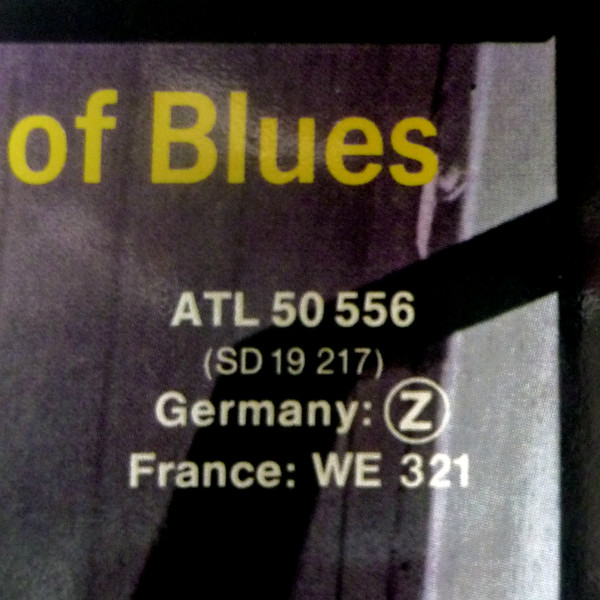 of Blues
ATL 50 556
(SD 19 217)
Germany: Z
France: WE 321